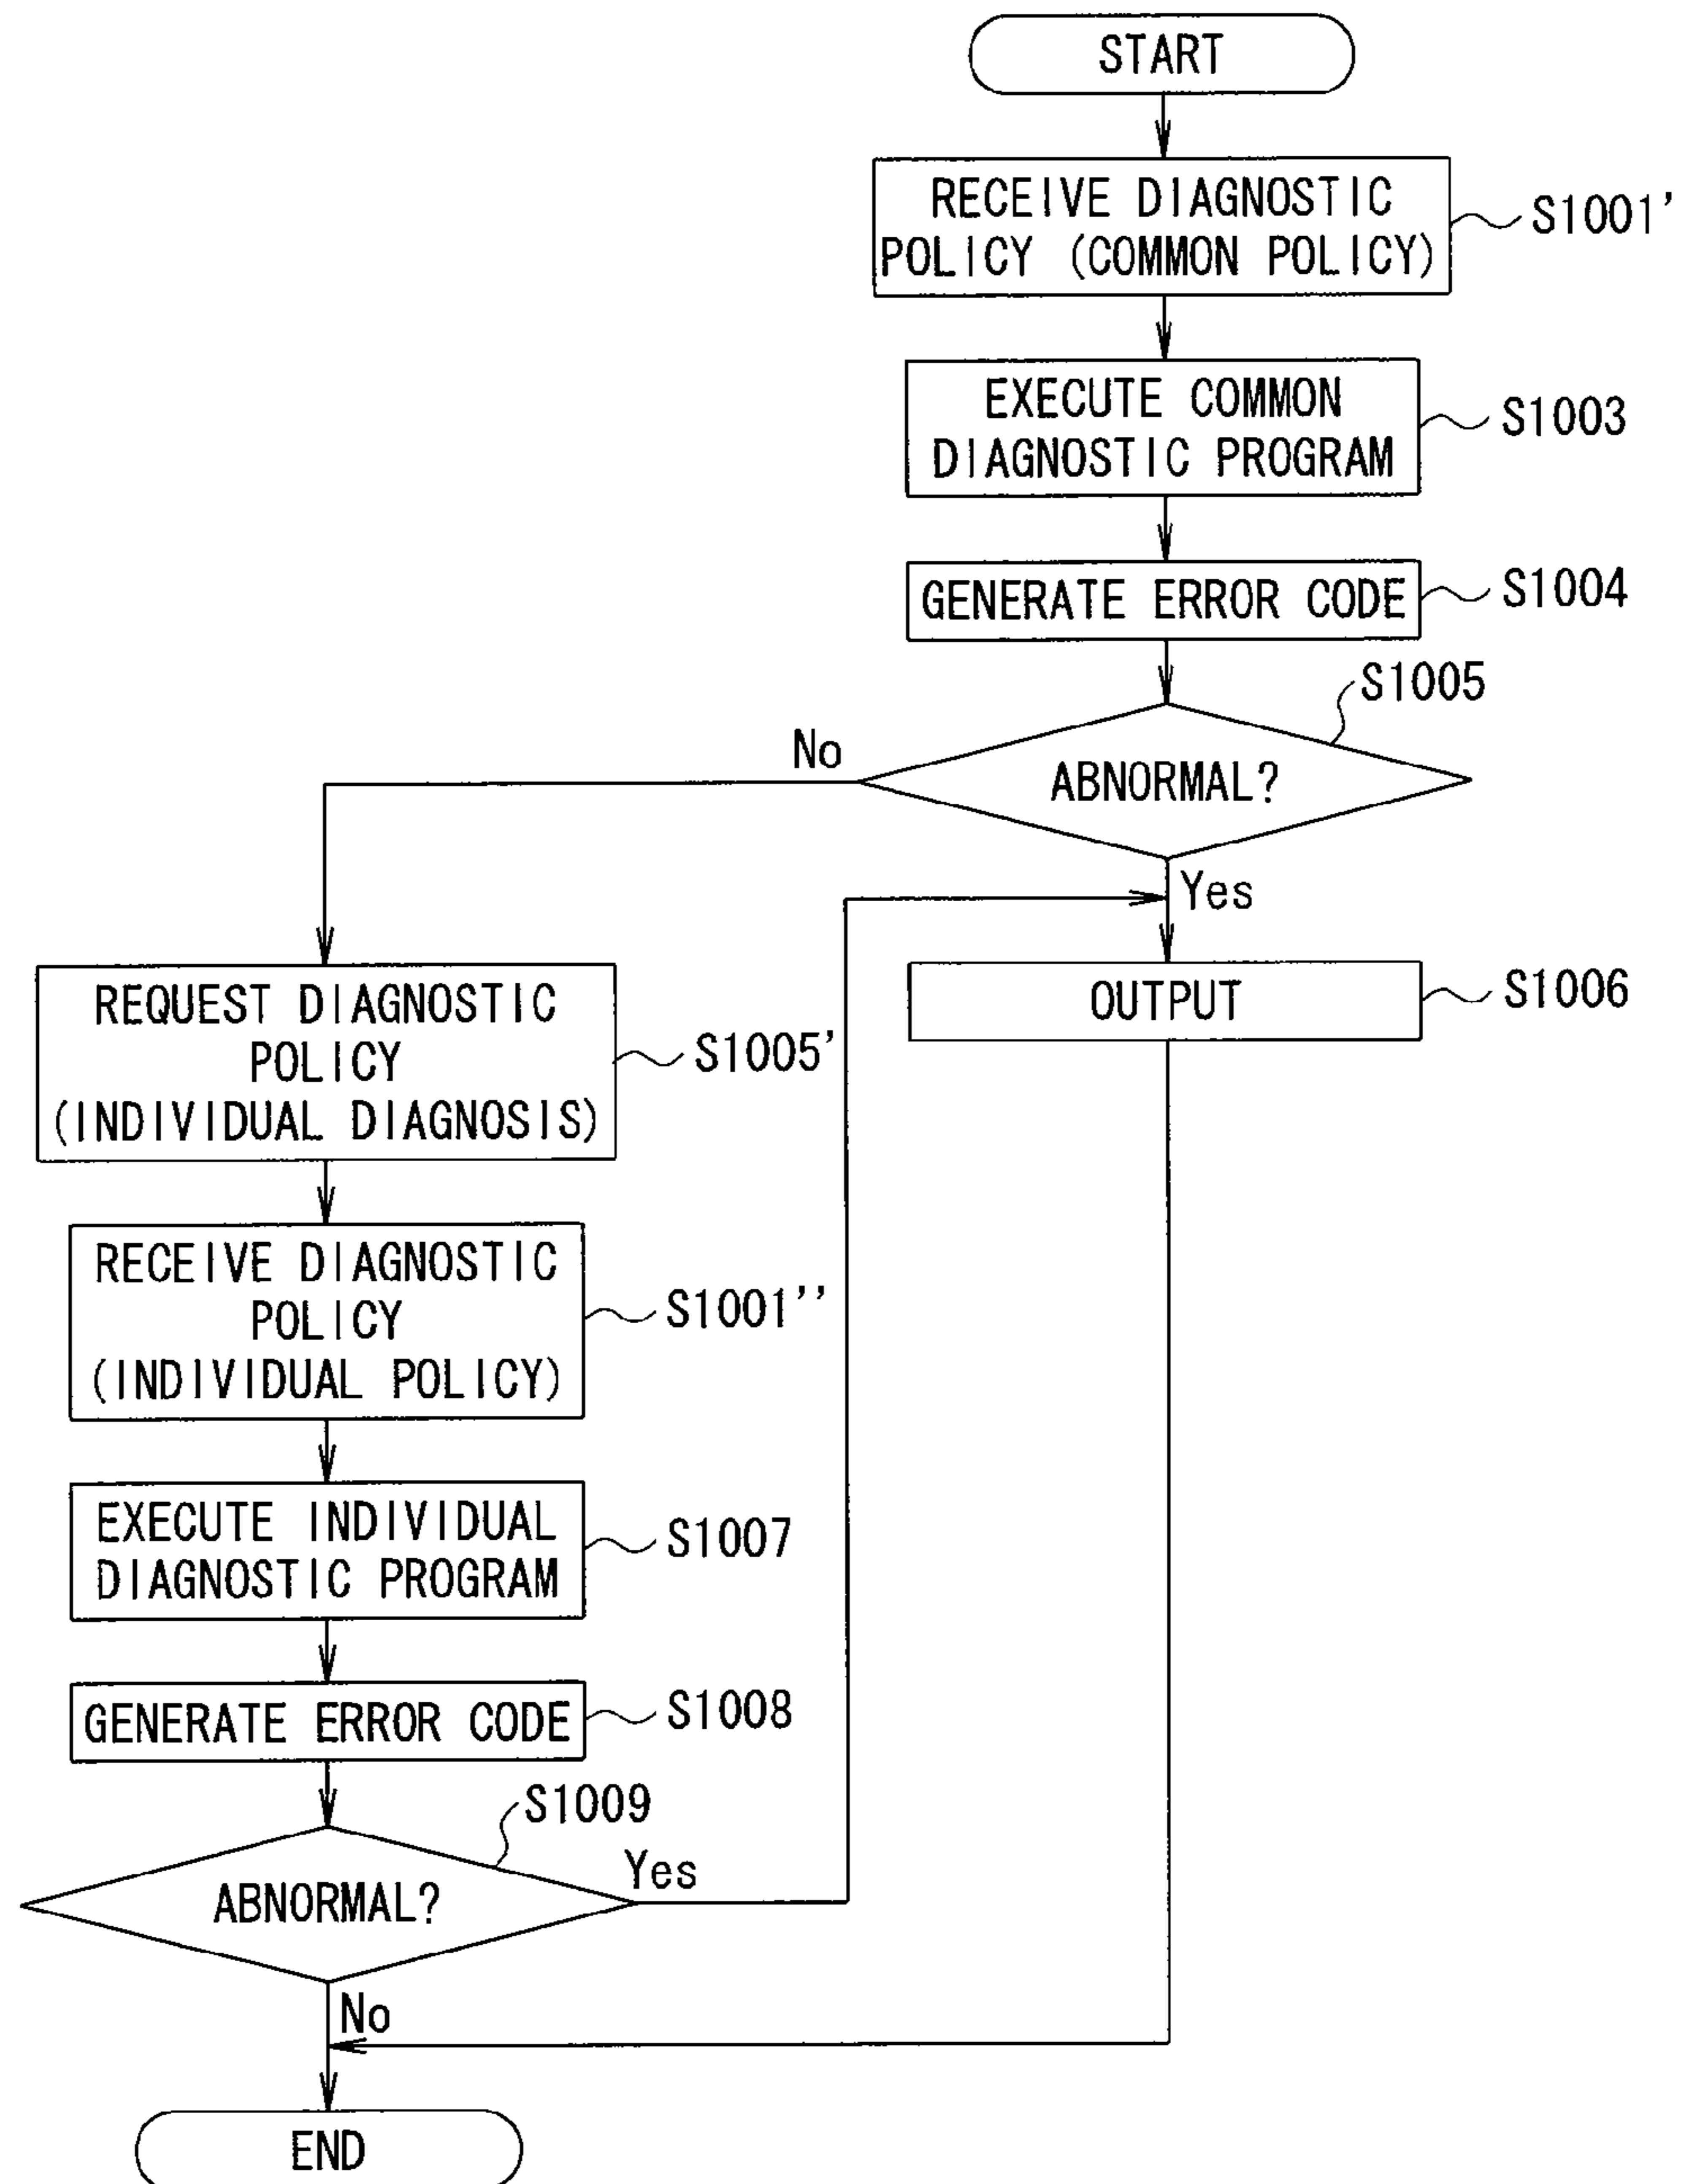 START
RECEIVE DIAGNOSTIC
POLICY (COMMON POLICY)
S1001'
EXECUTE COMMON
DIAGNOSTIC PROGRAM
S1003
GENERATE ERROR CODE
S1004
S1005
ABNORMAL?
No
Yes
OUTPUT
S1006
REQUEST DIAGNOSTIC
POLICY
(INDIVIDUAL DIAGNOSIS)
S1005'
RECEIVE DIAGNOSTIC
POLICY
(INDIVIDUAL POLICY)
S1001''
EXECUTE INDIVIDUAL
DIAGNOSTIC PROGRAM
S1007
GENERATE ERROR CODE
S1008
S1009
ABNORMAL?
Yes
No
END